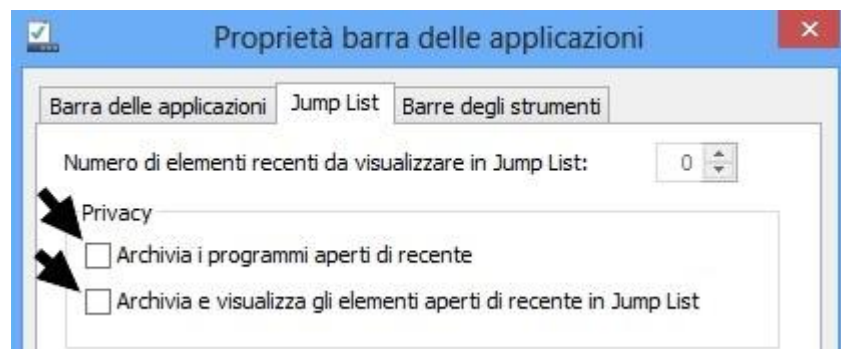 Proprietà barra delle applicazioni
Barra delle applicazioni Jump List Barre degli strumenti
Numero di elementi recenti da visualizzare in Jump List: 0
Privacy
Archivia i programmi aperti di recente
Archivia e visualizza gli elementi aperti di recente in Jump List